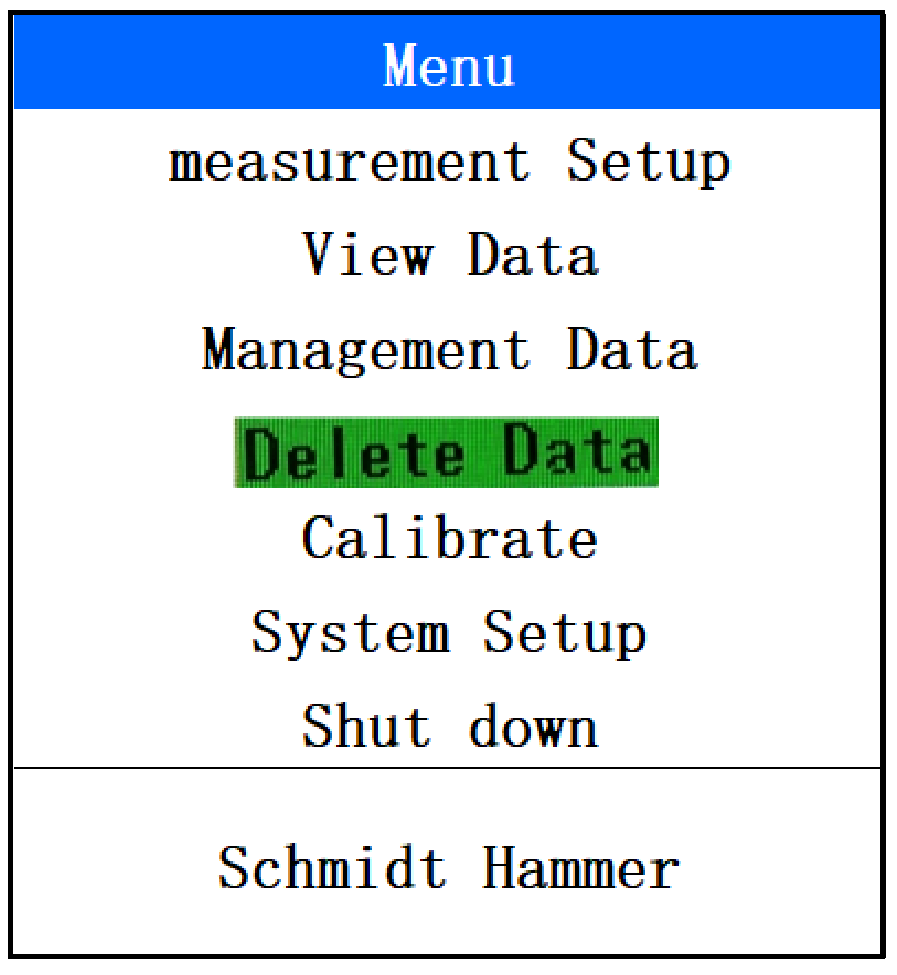 Menu
measurement Setup
View Data
Management Data
Delete Data
Calibrate
System Setup
Shut down
Schmidt Hammer